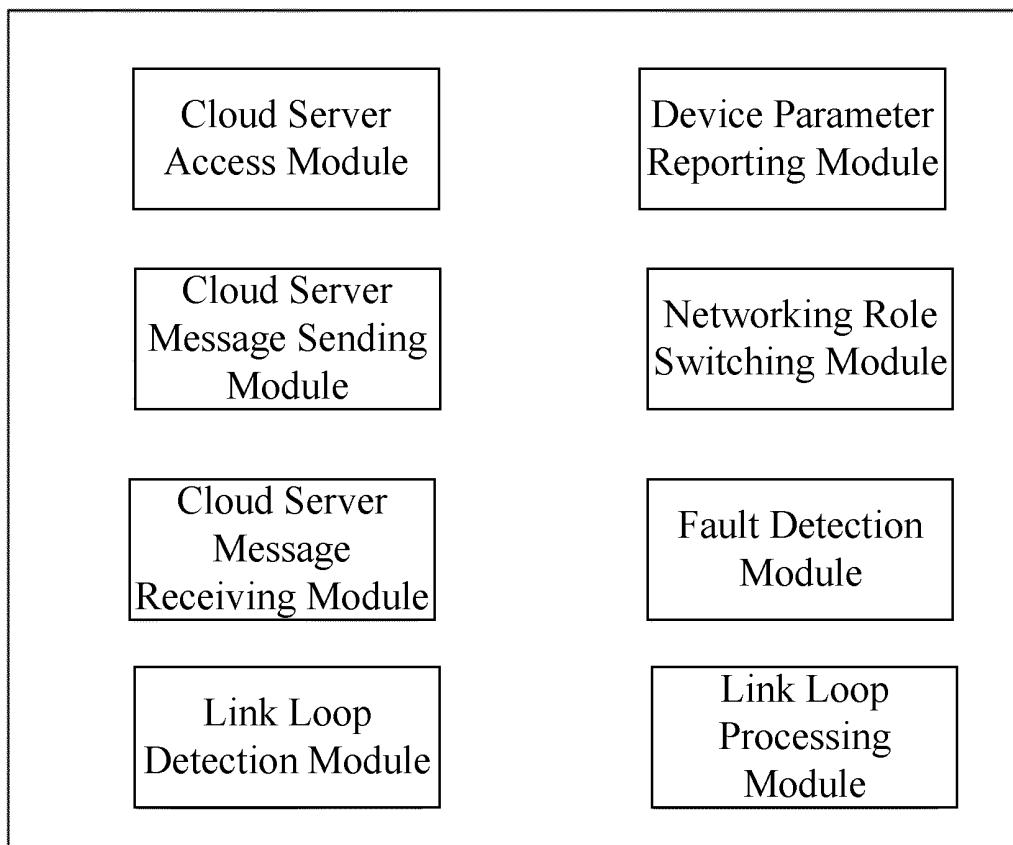 Cloud Server
Access Module
Device Parameter
Reporting Module
Cloud Server
Message Sending
Module
Networking Role
Switching Module
Cloud Server
Message
Receiving Module
Fault Detection
Module
Link Loop
Detection Module
Link Loop
Processing
Module